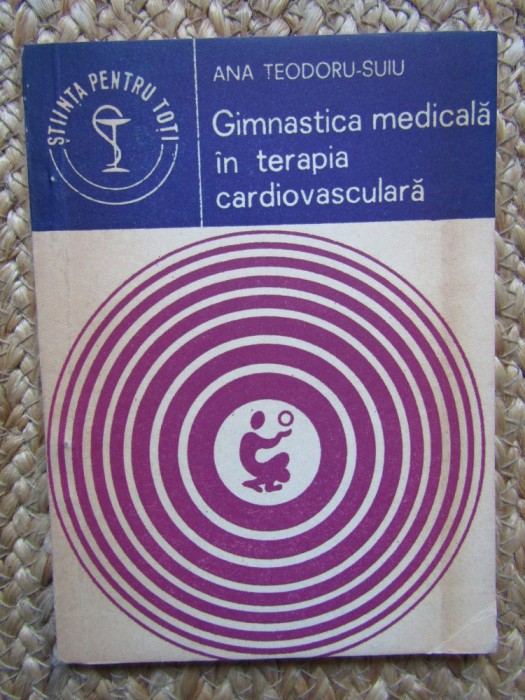 ȘTIINȚA PENTRU TOȚI
ANA TEODORU-SUIU
Gimnastica medicală
în terapia
cardiovasculară